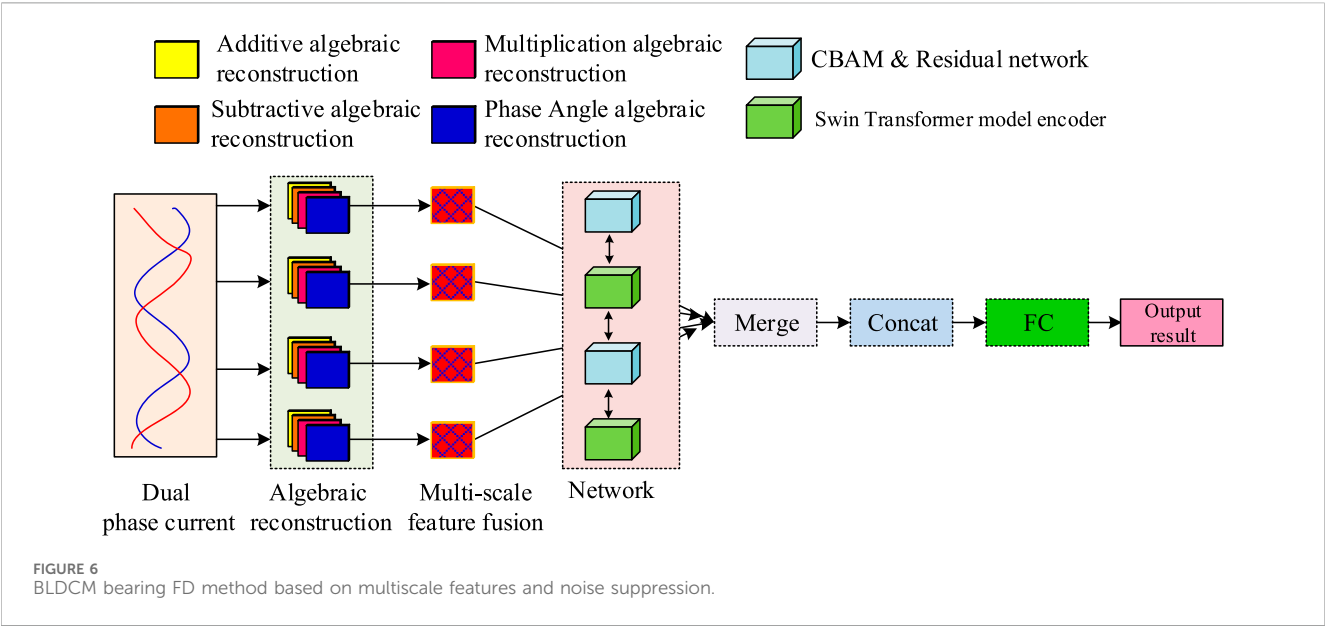 Additive algebraic
reconstruction
Multiplication algebraic
reconstruction
CBAM & Residual network
Subtractive algebraic
reconstruction
Phase Angle algebraic
reconstruction
Swin Transformer model encoder
Merge
Concat
FC
Output
result
Dual
phase current
Algebraic
reconstruction
Multi-scale
feature fusion
Network
FIGURE 6
BLDCM bearing FD method based on multiscale features and noise suppression.